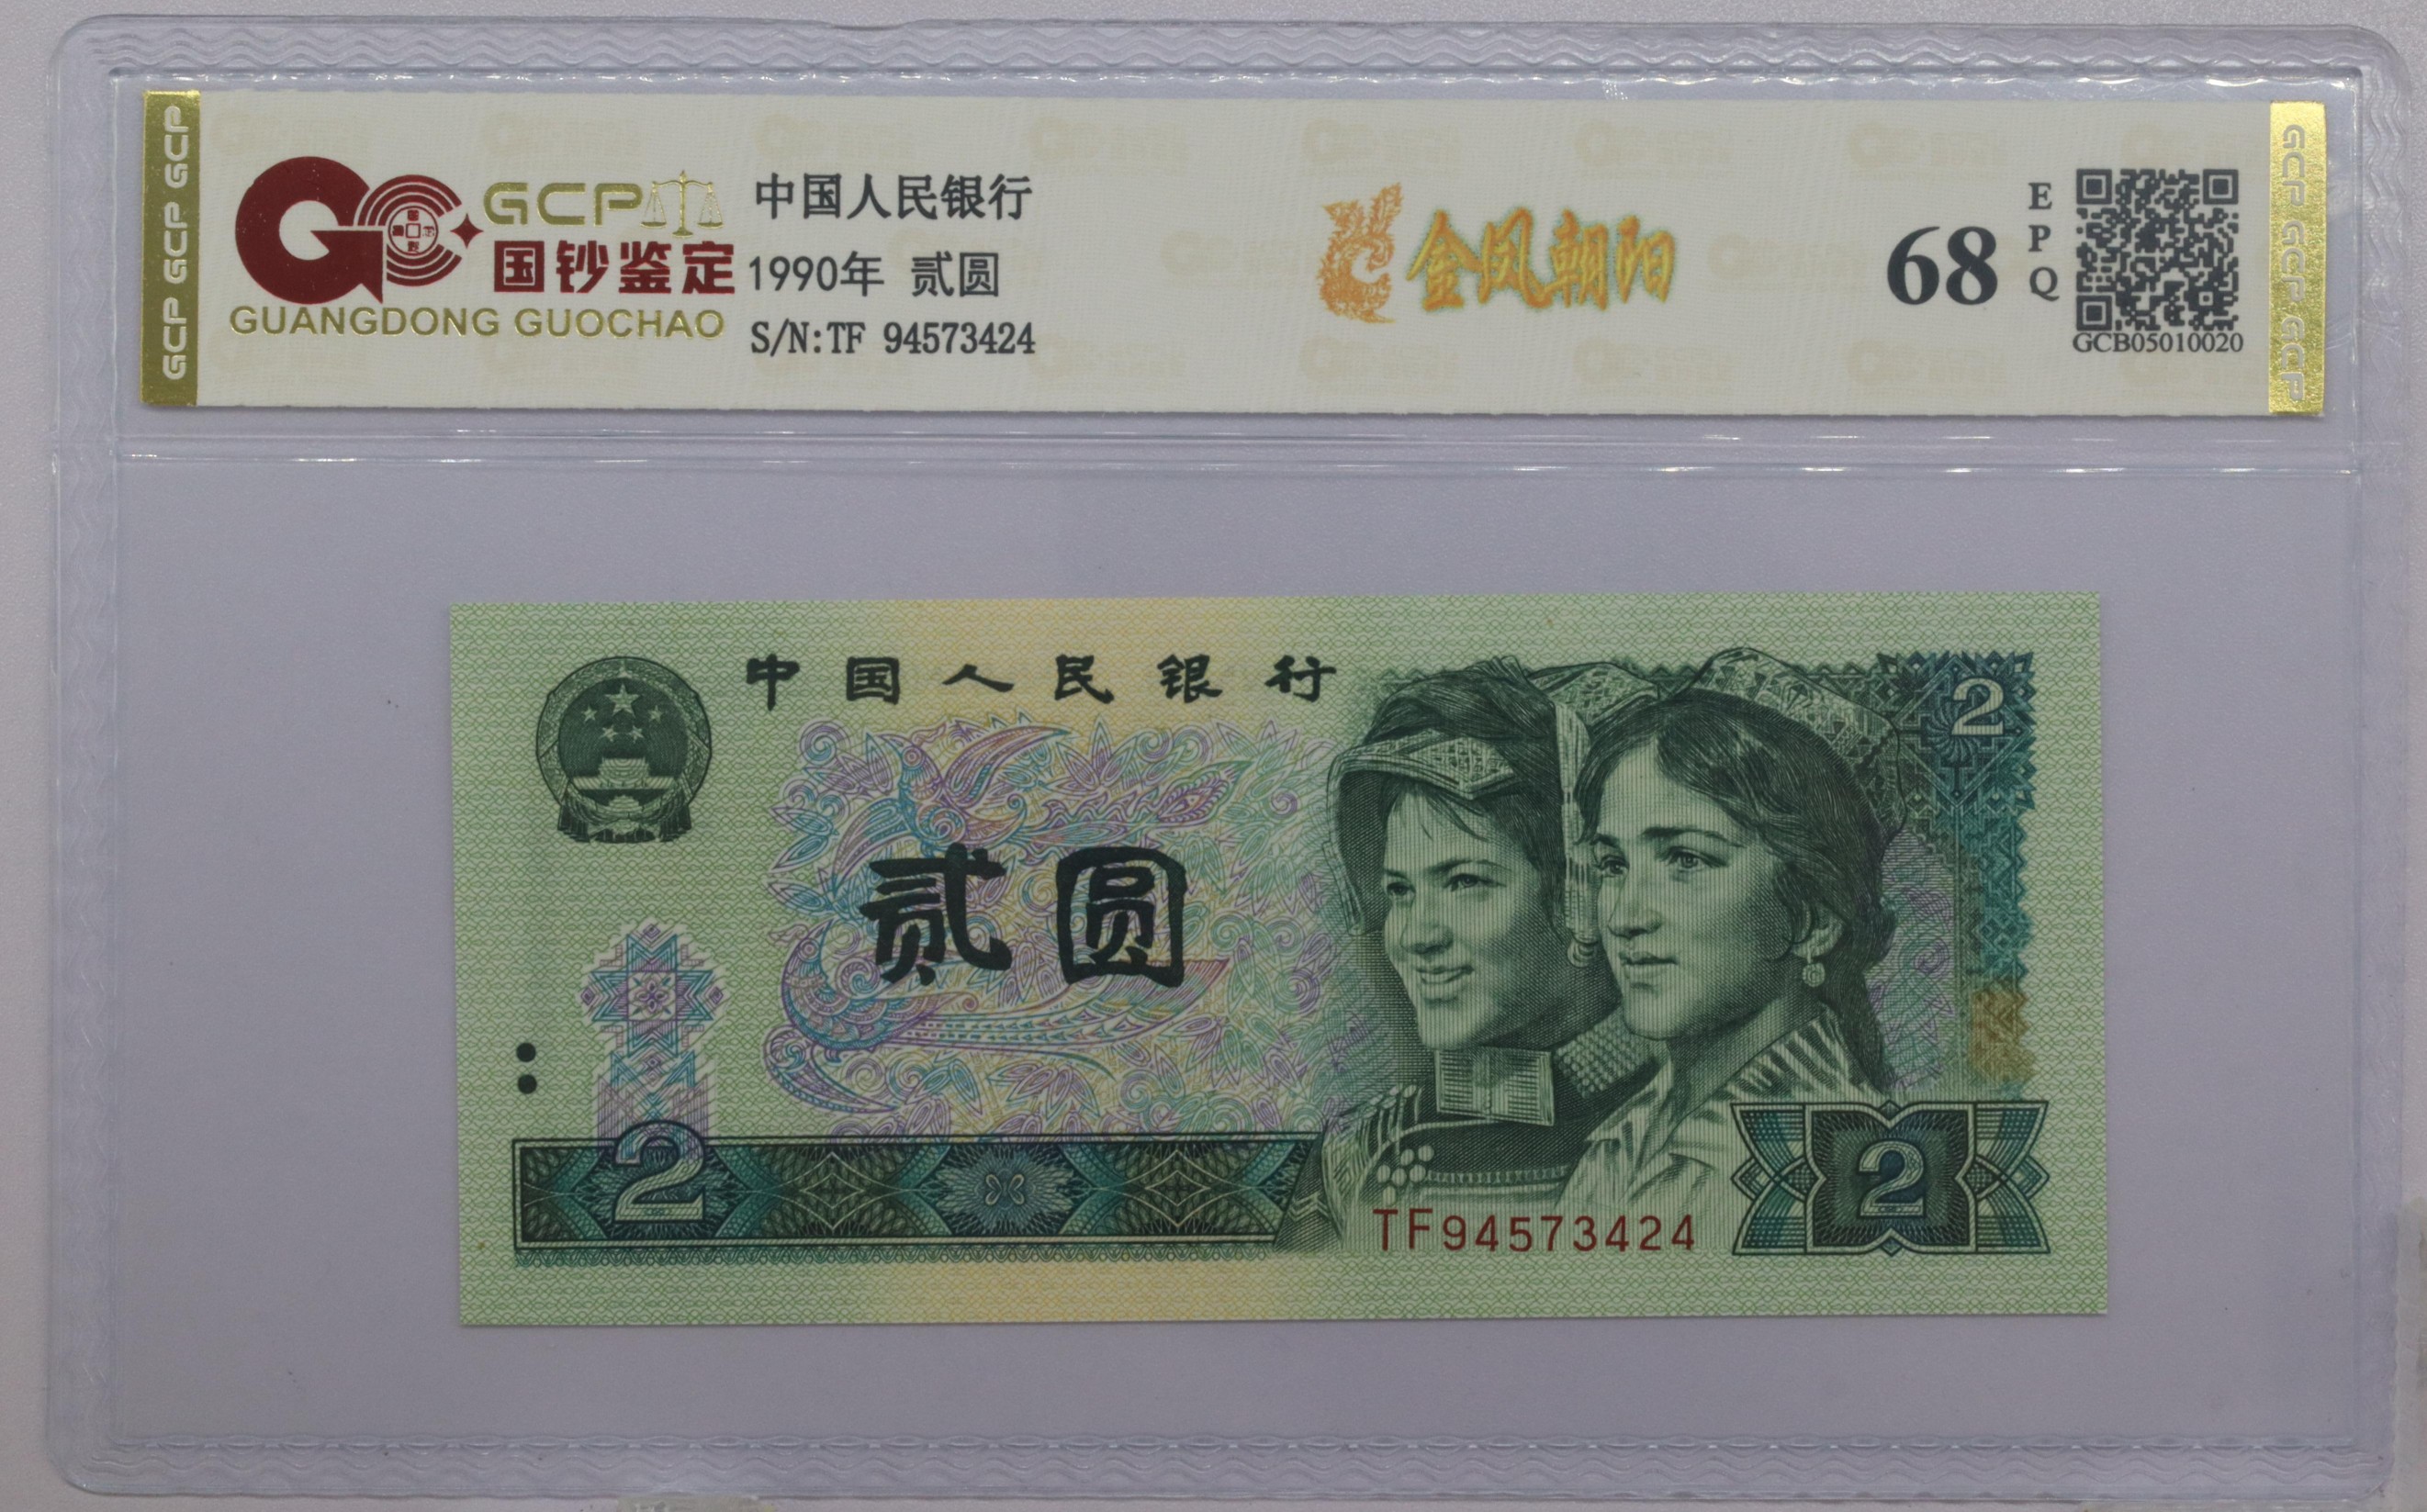 GCP GCP GCP
GCP
国钞鉴定
GUANGDONG GUOCHAO
中国人民银行
1990年 贰圆
S/N:TF 94573424
金凤朝阳
68
EPQ
GCB05010020
GCP GCP GCP
中国人民银行
2
贰圆
2
TF94573424
2